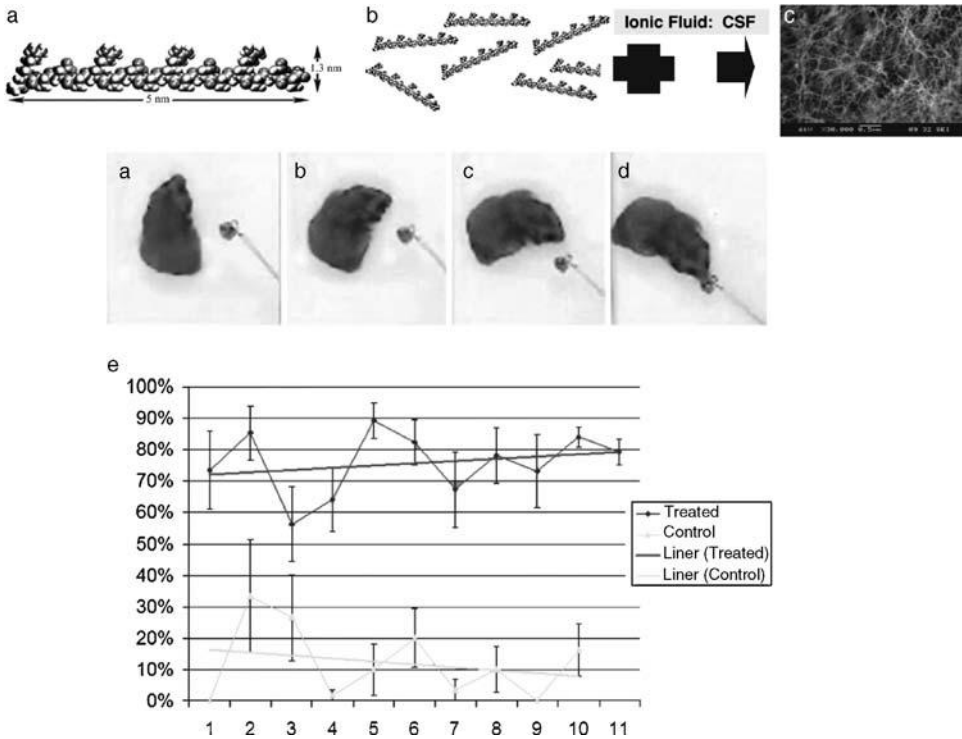 a
1.3 nm
5 nm
b
Ionic Fluid: CSF
c
a
b
c
d
e
100%
90%
80%
70%
60%
50%
40%
30%
20%
10%
0%
1 2 3 4 5 6 7 8 9 10 11
Treated
Control
Liner (Treated)
Liner (Control)